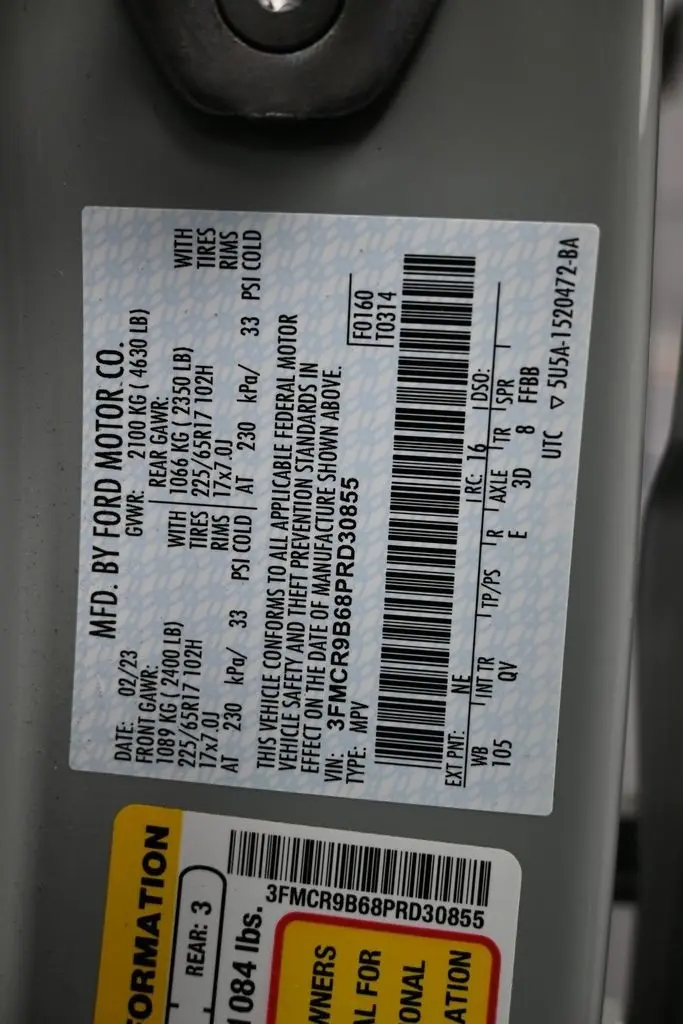 MFD. BY FORD MOTOR CO.
DATE: 02/23 GVWR: 2100 KG ( 4630 LB)
FRONT GAWR: REAR GAWR:
1089 KG ( 2400 LB) WITH 1066 KG ( 2350 LB) WITH
225/65R17 102H TIRES 225/65R17 102H TIRES
17x7.0J RIMS 17x7.0J RIMS
AT 230 kPa/ 33 PSI COLD AT 230 kPa/ 33 PSI COLD
THIS VEHICLE CONFORMS TO ALL APPLICABLE FEDERAL MOTOR
VEHICLE SAFETY AND THEFT PREVENTION STANDARDS IN
EFFECT ON THE DATE OF MANUFACTURE SHOWN ABOVE.
VIN: 3FMCR9B68PRD30855 F0160
TYPE: MPV T0314
EXT PNT: NE RC: 16 DSO:
WB INT TR TP/PS R AXLE TR SPR
105 QV E 3D 8 FFBB
UTC ▽ 5U5A-1520472-BA
ORMATION
REAR: 3
084 lbs.
3FMCR9B68PRD30855
WNERS
AL FOR
ONAL
ATION